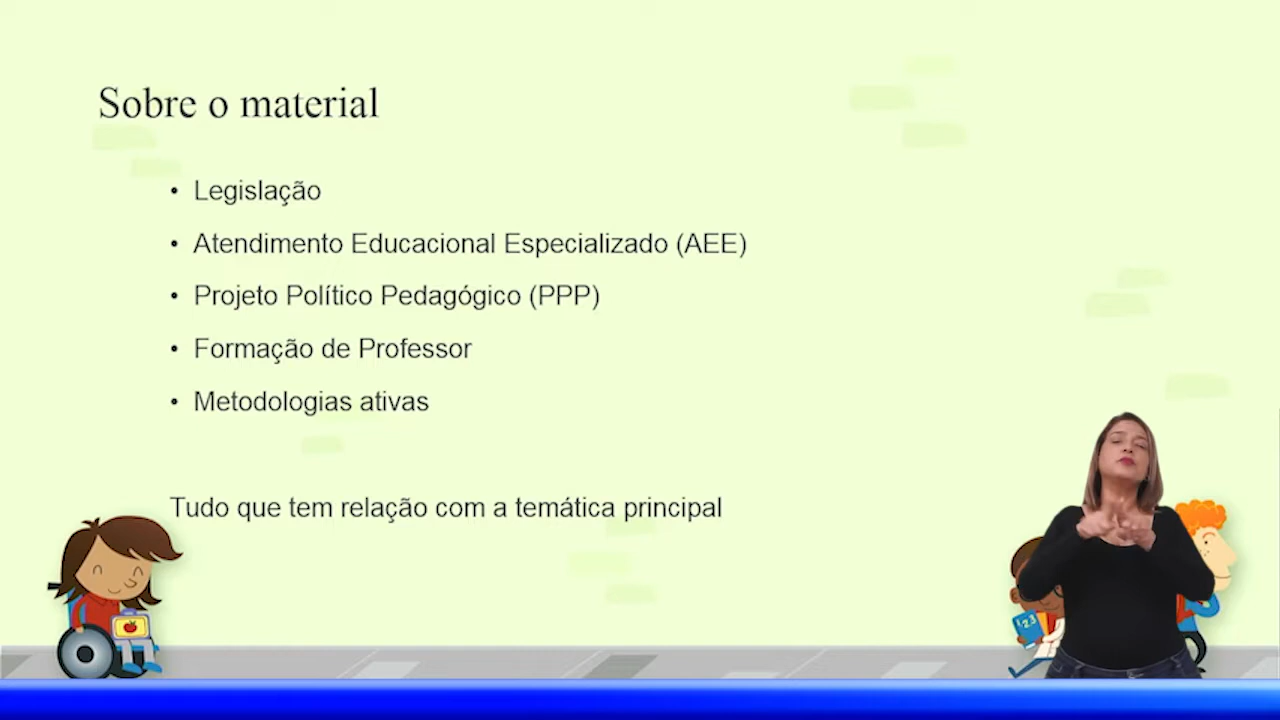 Sobre o material
• Legislação
• Atendimento Educacional Especializado (AEE)
• Projeto Político Pedagógico (PPP)
• Formação de Professor
• Metodologias ativas
Tudo que tem relação com a temática principal
123